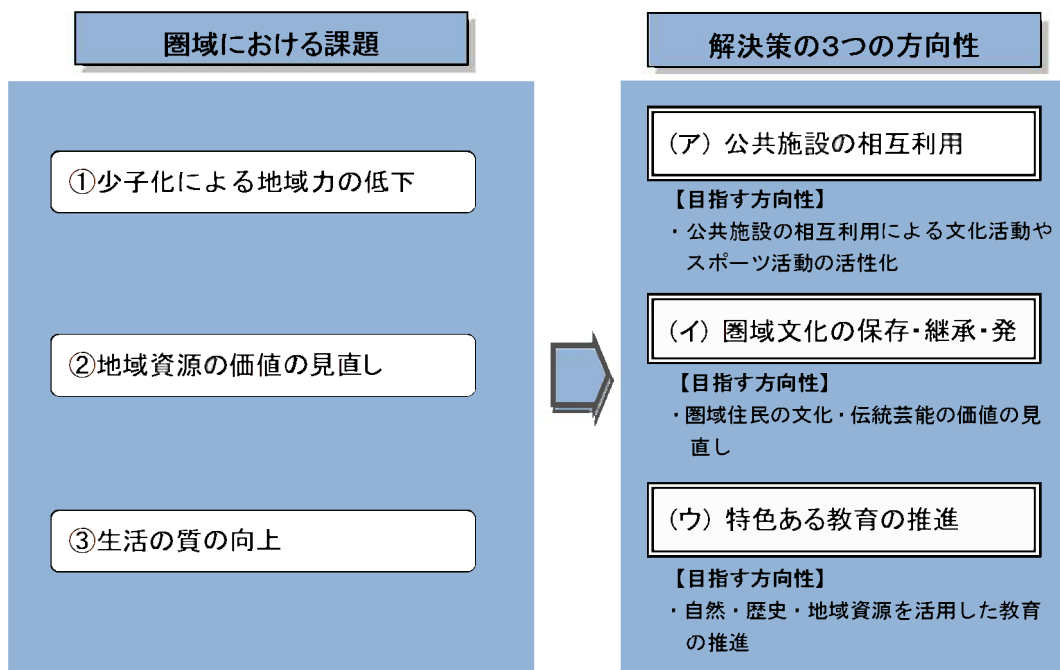 圏域における課題
①少子化による地域力の低下
②地域資源の価値の見直し
③生活の質の向上
解決策の3つの方向性
(ア) 公共施設の相互利用
【目指す方向性】
・公共施設の相互利用による文化活動や
スポーツ活動の活性化
(イ) 圏域文化の保存・継承・発
【目指す方向性】
・圏域住民の文化・伝統芸能の価値の見
直し
(ウ) 特色ある教育の推進
【目指す方向性】
・自然・歴史・地域資源を活用した教育
の推進